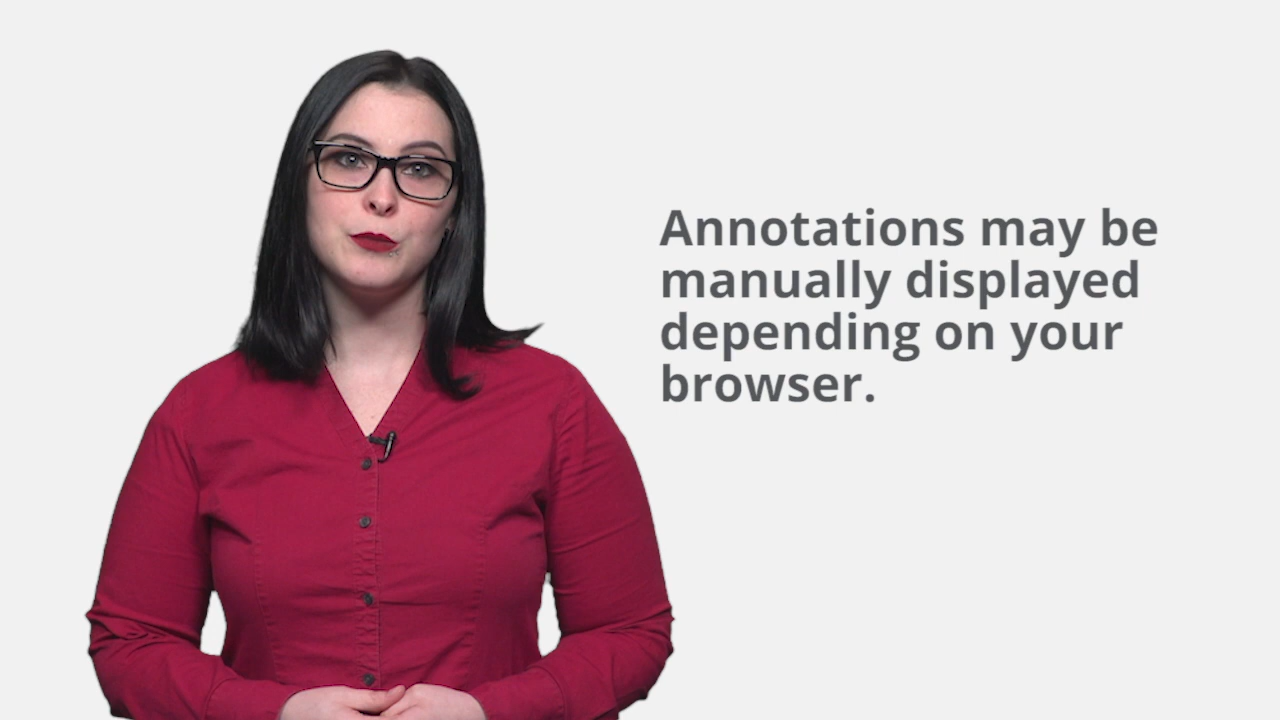 Annotations may be
manually displayed
depending on your
browser.